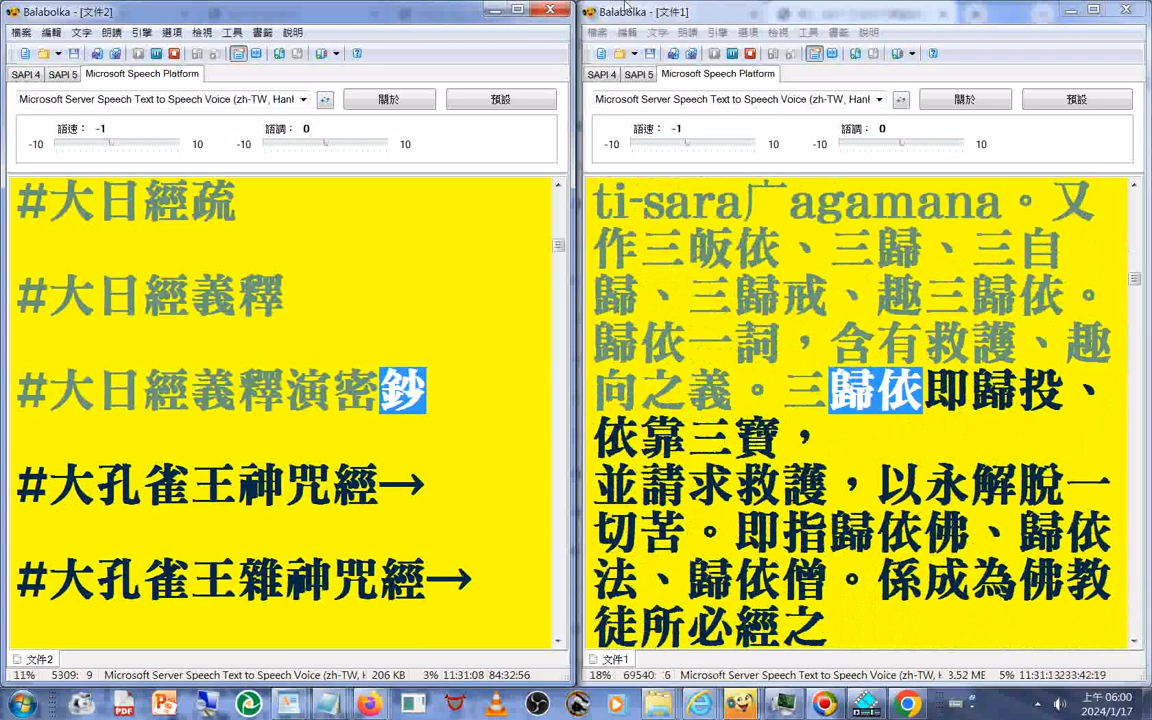 Balabolka - [文件2]
檔案 編輯 文字 朗讀 引擎 選項 檢視 工具 書籤 說明
SAPI 4 SAPI 5 Microsoft Speech Platform
Microsoft Server Speech Text to Speech Voice (zh-TW, Hanl
關於
預設
語速： -1
語調： 0
-10 10 -10 10
#大日經疏
#大日經義釋
#大日經義釋演密鈔
#大孔雀王神咒經→
#大孔雀王雜神咒經→
文件2
11% 5309: 9 Microsoft Server Speech Text to Speech Voice (zh-TW, H 206 KB 3% 11:31:08 84:32:56
Balabolka - [文件1]
檔案 編輯 文字 朗讀 引擎 選項 檢視 工具 書籤 說明
SAPI 4 SAPI 5 Microsoft Speech Platform
Microsoft Server Speech Text to Speech Voice (zh-TW, Hanl
關於
預設
語速： -1
語調： 0
-10 10 -10 10
ti-sara广agamana。又
作三皈依、三歸、三自
歸、三歸戒、趣三歸依。
歸依一詞，含有救護、趣
向之義。三歸依即歸投、
依靠三寶，
並請求救護，以永解脫一
切苦。即指歸依佛、歸依
法、歸依僧。係成為佛教
徒所必經之
文件1
18% 69540: 6 Microsoft Server Speech Text to Speech Voice (zh-TW, H 3.52 MB 5% 11:31:13233:42:19
上午 06:00
2024/1/17